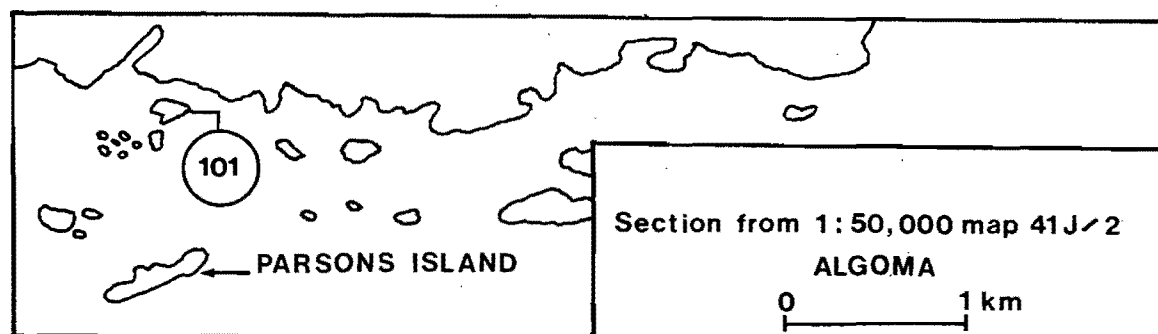 101
PARSONS ISLAND
Section from 1:50,000 map 41J/2
ALGOMA
0 1 km